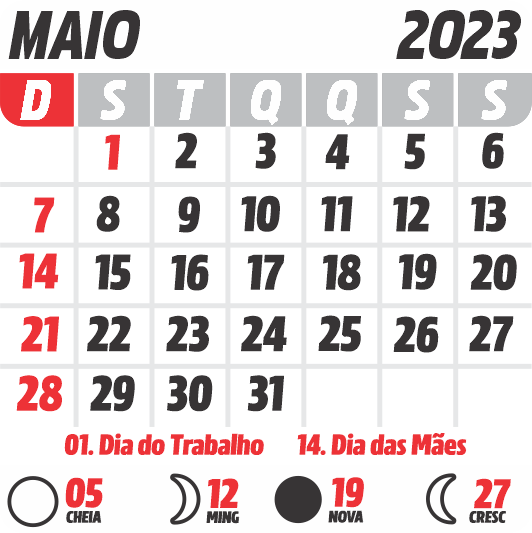 MAIO 2023
D S T Q Q S S
1 2 3 4 5 6
7 8 9 10 11 12 13
14 15 16 17 18 19 20
21 22 23 24 25 26 27
28 29 30 31
01. Dia do Trabalho 14. Dia das Mães
05 12 19 27
CHEIA MING NOVA CRESC